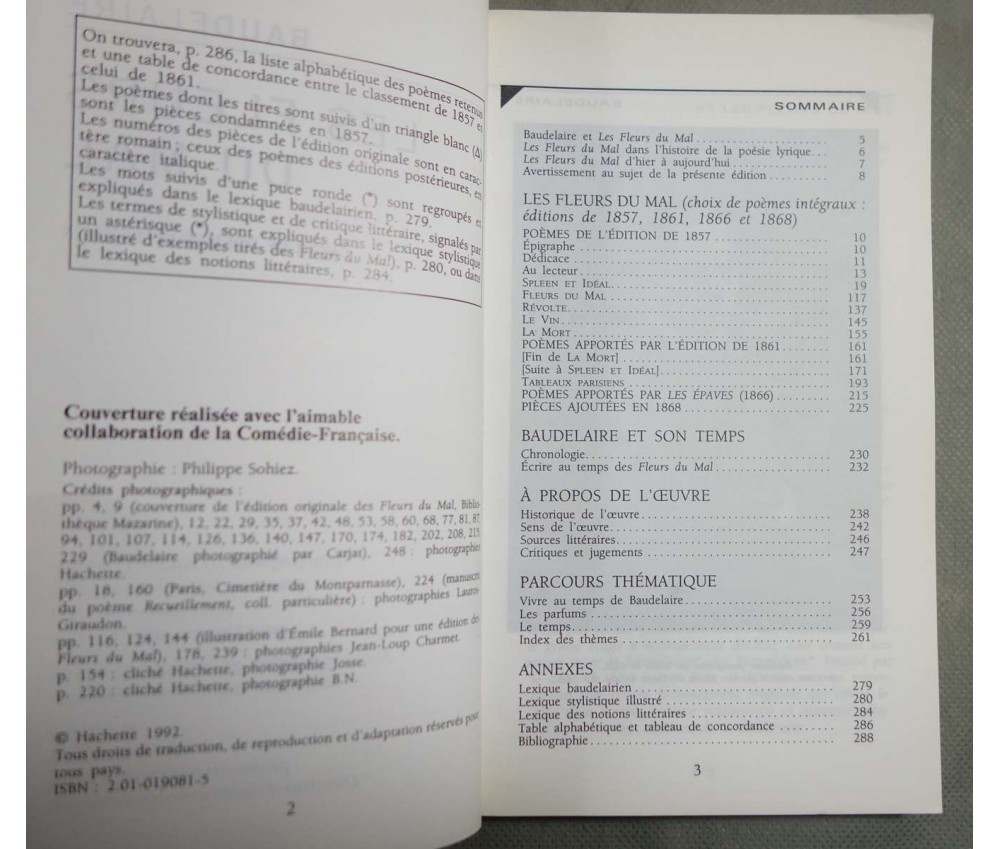 On trouvera, p. 286, la liste alphabétique des poèmes retenus
et une table de concordance entre le classement de 1857 et
celui de 1861.
Les poèmes dont les titres sont suivis d'un triangle blanc (Δ)
sont les pièces condamnées en 1857.
Les numéros des pièces de l'édition originale sont en carac-
tère romain ; ceux des poèmes des éditions postérieures, en
caractère italique.
Les mots suivis d'une puce ronde (•) sont regroupés et
expliqués dans le lexique baudelairien, p. 279.
Les termes de stylistique et de critique littéraire, signalés par
un astérisque (*), sont expliqués dans le lexique stylistique
(illustré d'exemples tirés des Fleurs du Mal), p. 280, ou dans
le lexique des notions littéraires, p. 284.
Couverture réalisée avec l'aimable
collaboration de la Comédie-Française.
Photographie : Philippe Sohiez.
Crédits photographiques :
pp. 4, 9 (couverture de l'édition originale des Fleurs du Mal, Biblio-
thèque Mazarine), 12, 22, 29, 35, 37, 42, 48, 53, 58, 60, 68, 77, 81, 87,
94, 101, 107, 114, 126, 136, 140, 147, 170, 174, 182, 202, 208, 215,
229 (Baudelaire photographié par Carjat), 248 : photographies
Hachette.
pp. 18, 160 (Paris, Cimetière du Montparnasse), 224 (manuscrit
du poème Recueillement, coll. particulière) : photographies Lauros-
Giraudon.
pp. 116, 124, 144 (illustration d'Émile Bernard pour une édition des
Fleurs du Mal), 178, 239 : photographies Jean-Loup Charmet.
p. 154 : cliché Hachette, photographie Josse.
p. 220 : cliché Hachette, photographie B.N.
© Hachette 1992.
Tous droits de traduction, de reproduction et d'adaptation réservés pour
tous pays.
ISBN : 2.01-019081-5
2
SOMMAIRE
Baudelaire et Les Fleurs du Mal 5
Les Fleurs du Mal dans l'histoire de la poésie lyrique 6
Les Fleurs du Mal d'hier à aujourd'hui 7
Avertissement au sujet de la présente édition 8
LES FLEURS DU MAL (choix de poèmes intégraux :
éditions de 1857, 1861, 1866 et 1868)
POÈMES DE L'ÉDITION DE 1857 10
Épigraphe 10
Dédicace 11
Au lecteur 13
SPLEEN ET IDÉAL 19
FLEURS DU MAL 117
RÉVOLTE 137
LE VIN 145
LA MORT 155
POÈMES APPORTÉS PAR L'ÉDITION DE 1861 161
[Fin de LA MORT] 161
[Suite à SPLEEN ET IDÉAL] 171
TABLEAUX PARISIENS 193
POÈMES APPORTÉS PAR LES ÉPAVES (1866) 215
PIÈCES AJOUTÉES EN 1868 225
BAUDELAIRE ET SON TEMPS
Chronologie 230
Écrire au temps des Fleurs du Mal 232
À PROPOS DE L'ŒUVRE
Historique de l'œuvre 238
Sens de l'œuvre 242
Sources littéraires 246
Critiques et jugements 247
PARCOURS THÉMATIQUE
Vivre au temps de Baudelaire 253
Les parfums 256
Le temps 259
Index des thèmes 261
ANNEXES
Lexique baudelairien 279
Lexique stylistique illustré 280
Lexique des notions littéraires 284
Table alphabétique et tableau de concordance 286
Bibliographie 288
3